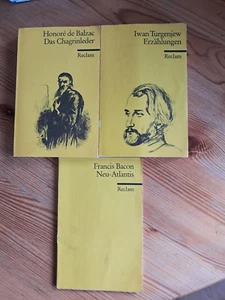 Honoré de Balzac
Das Chagrinleder
Reclam
Iwan Turgenjew
Erzählungen
Reclam
Francis Bacon
Neu-Atlantis
Reclam